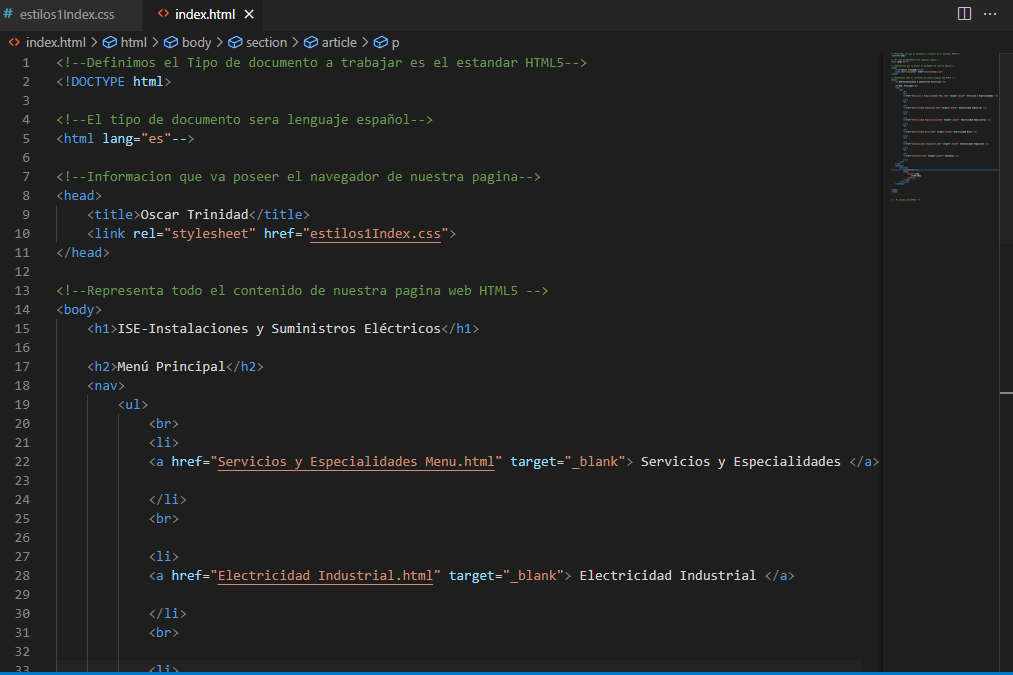 # estilos1Index.css
<> index.html ×
<> index.html > html > body > section > article > p
1 <!--Definimos el Tipo de documento a trabajar es el estandar HTML5-->
2 <!DOCTYPE html>
3
4 <!--El tipo de documento sera lenguaje español-->
5 <html lang="es"-->
6
7 <!--Informacion que va poseer el navegador de nuestra pagina-->
8 <head>
9 <title>Oscar Trinidad</title>
10 <link rel="stylesheet" href="estilos1Index.css">
11 </head>
12
13 <!--Representa todo el contenido de nuestra pagina web HTML5 -->
14 <body>
15 <h1>ISE-Instalaciones y Suministros Eléctricos</h1>
16
17 <h2>Menú Principal</h2>
18 <nav>
19 <ul>
20 <br>
21 <li>
22 <a href="Servicios y Especialidades Menu.html" target="_blank"> Servicios y Especialidades </a>
23
24 </li>
25 <br>
26
27 <li>
28 <a href="Electricidad Industrial.html" target="_blank"> Electricidad Industrial </a>
29
30 </li>
31 <br>
32
33 <li>